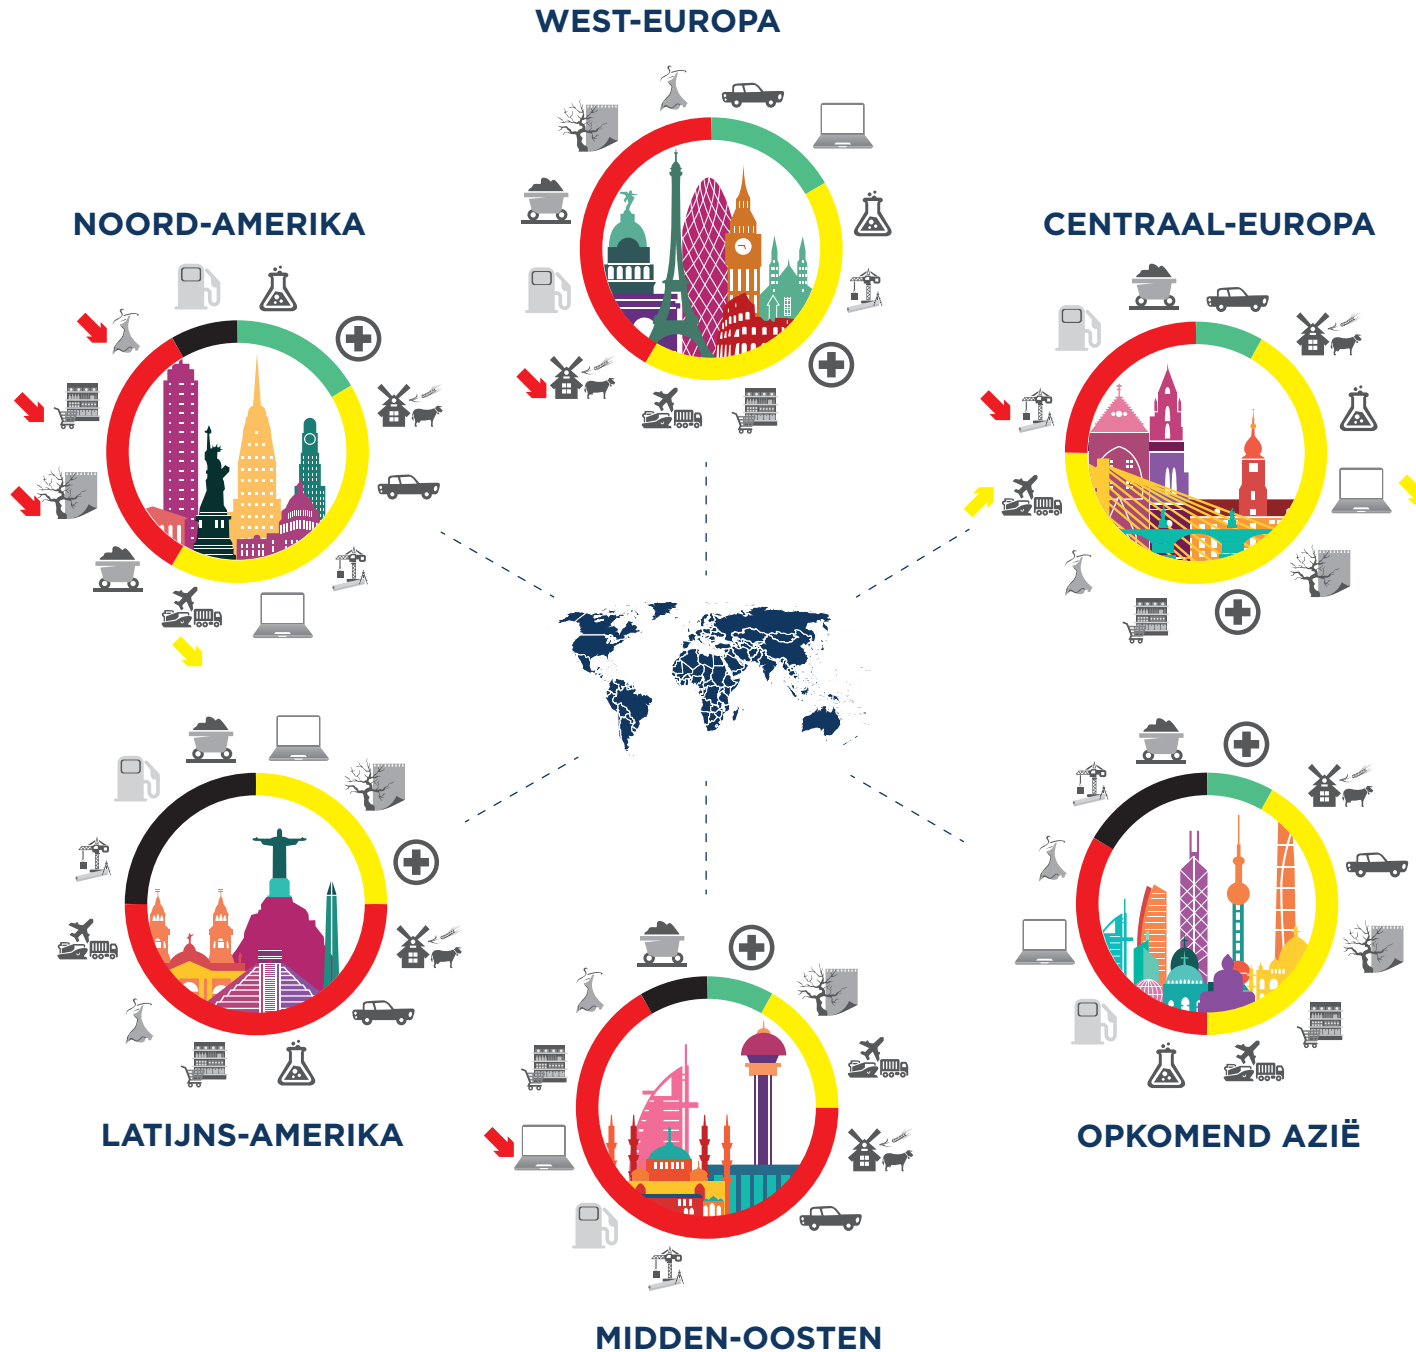 WEST-EUROPA
NOORD-AMERIKA
CENTRAAL-EUROPA
LATIJNS-AMERIKA
OPKOMEND AZIË
MIDDEN-OOSTEN